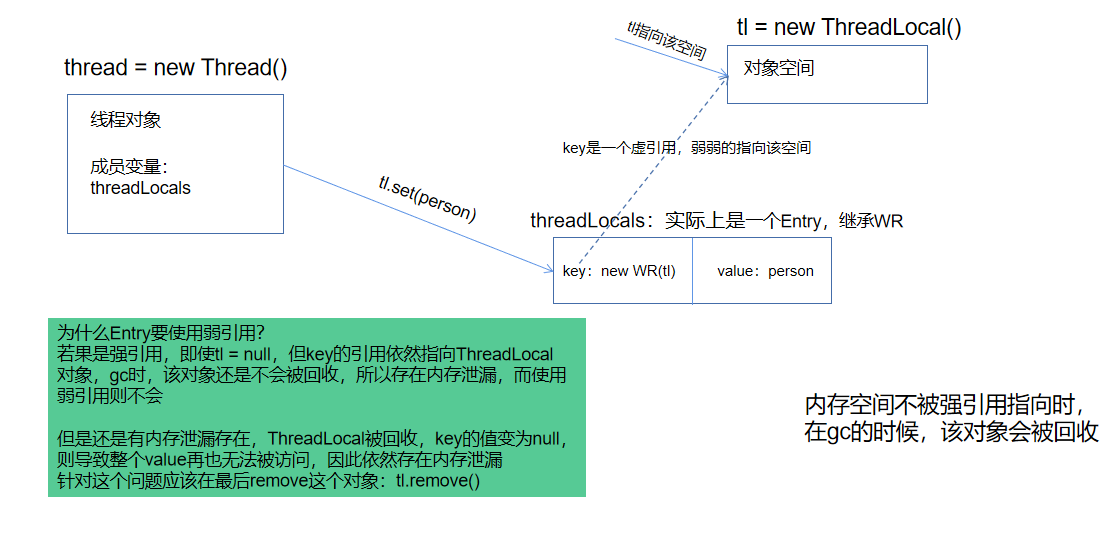 tl = new ThreadLocal()
tl指向该空间
对象空间
thread = new Thread()
线程对象
成员变量：
threadLocals
key是一个虚引用，弱弱的指向该空间
tl.set(person)
threadLocals：实际上是一个Entry，继承WR
key：new WR(tl)
value：person
为什么Entry要使用弱引用？
若果是强引用，即使tl = null，但key的引用依然指向ThreadLocal
对象，gc时，该对象还是不会被回收，所以存在内存泄漏，而使用
弱引用则不会
但是还是有内存泄漏存在，ThreadLocal被回收，key的值变为null，
则导致整个value再也无法被访问，因此依然存在内存泄漏
针对这个问题应该在最后remove这个对象：tl.remove()
内存空间不被强引用指向时，
在gc的时候，该对象会被回收